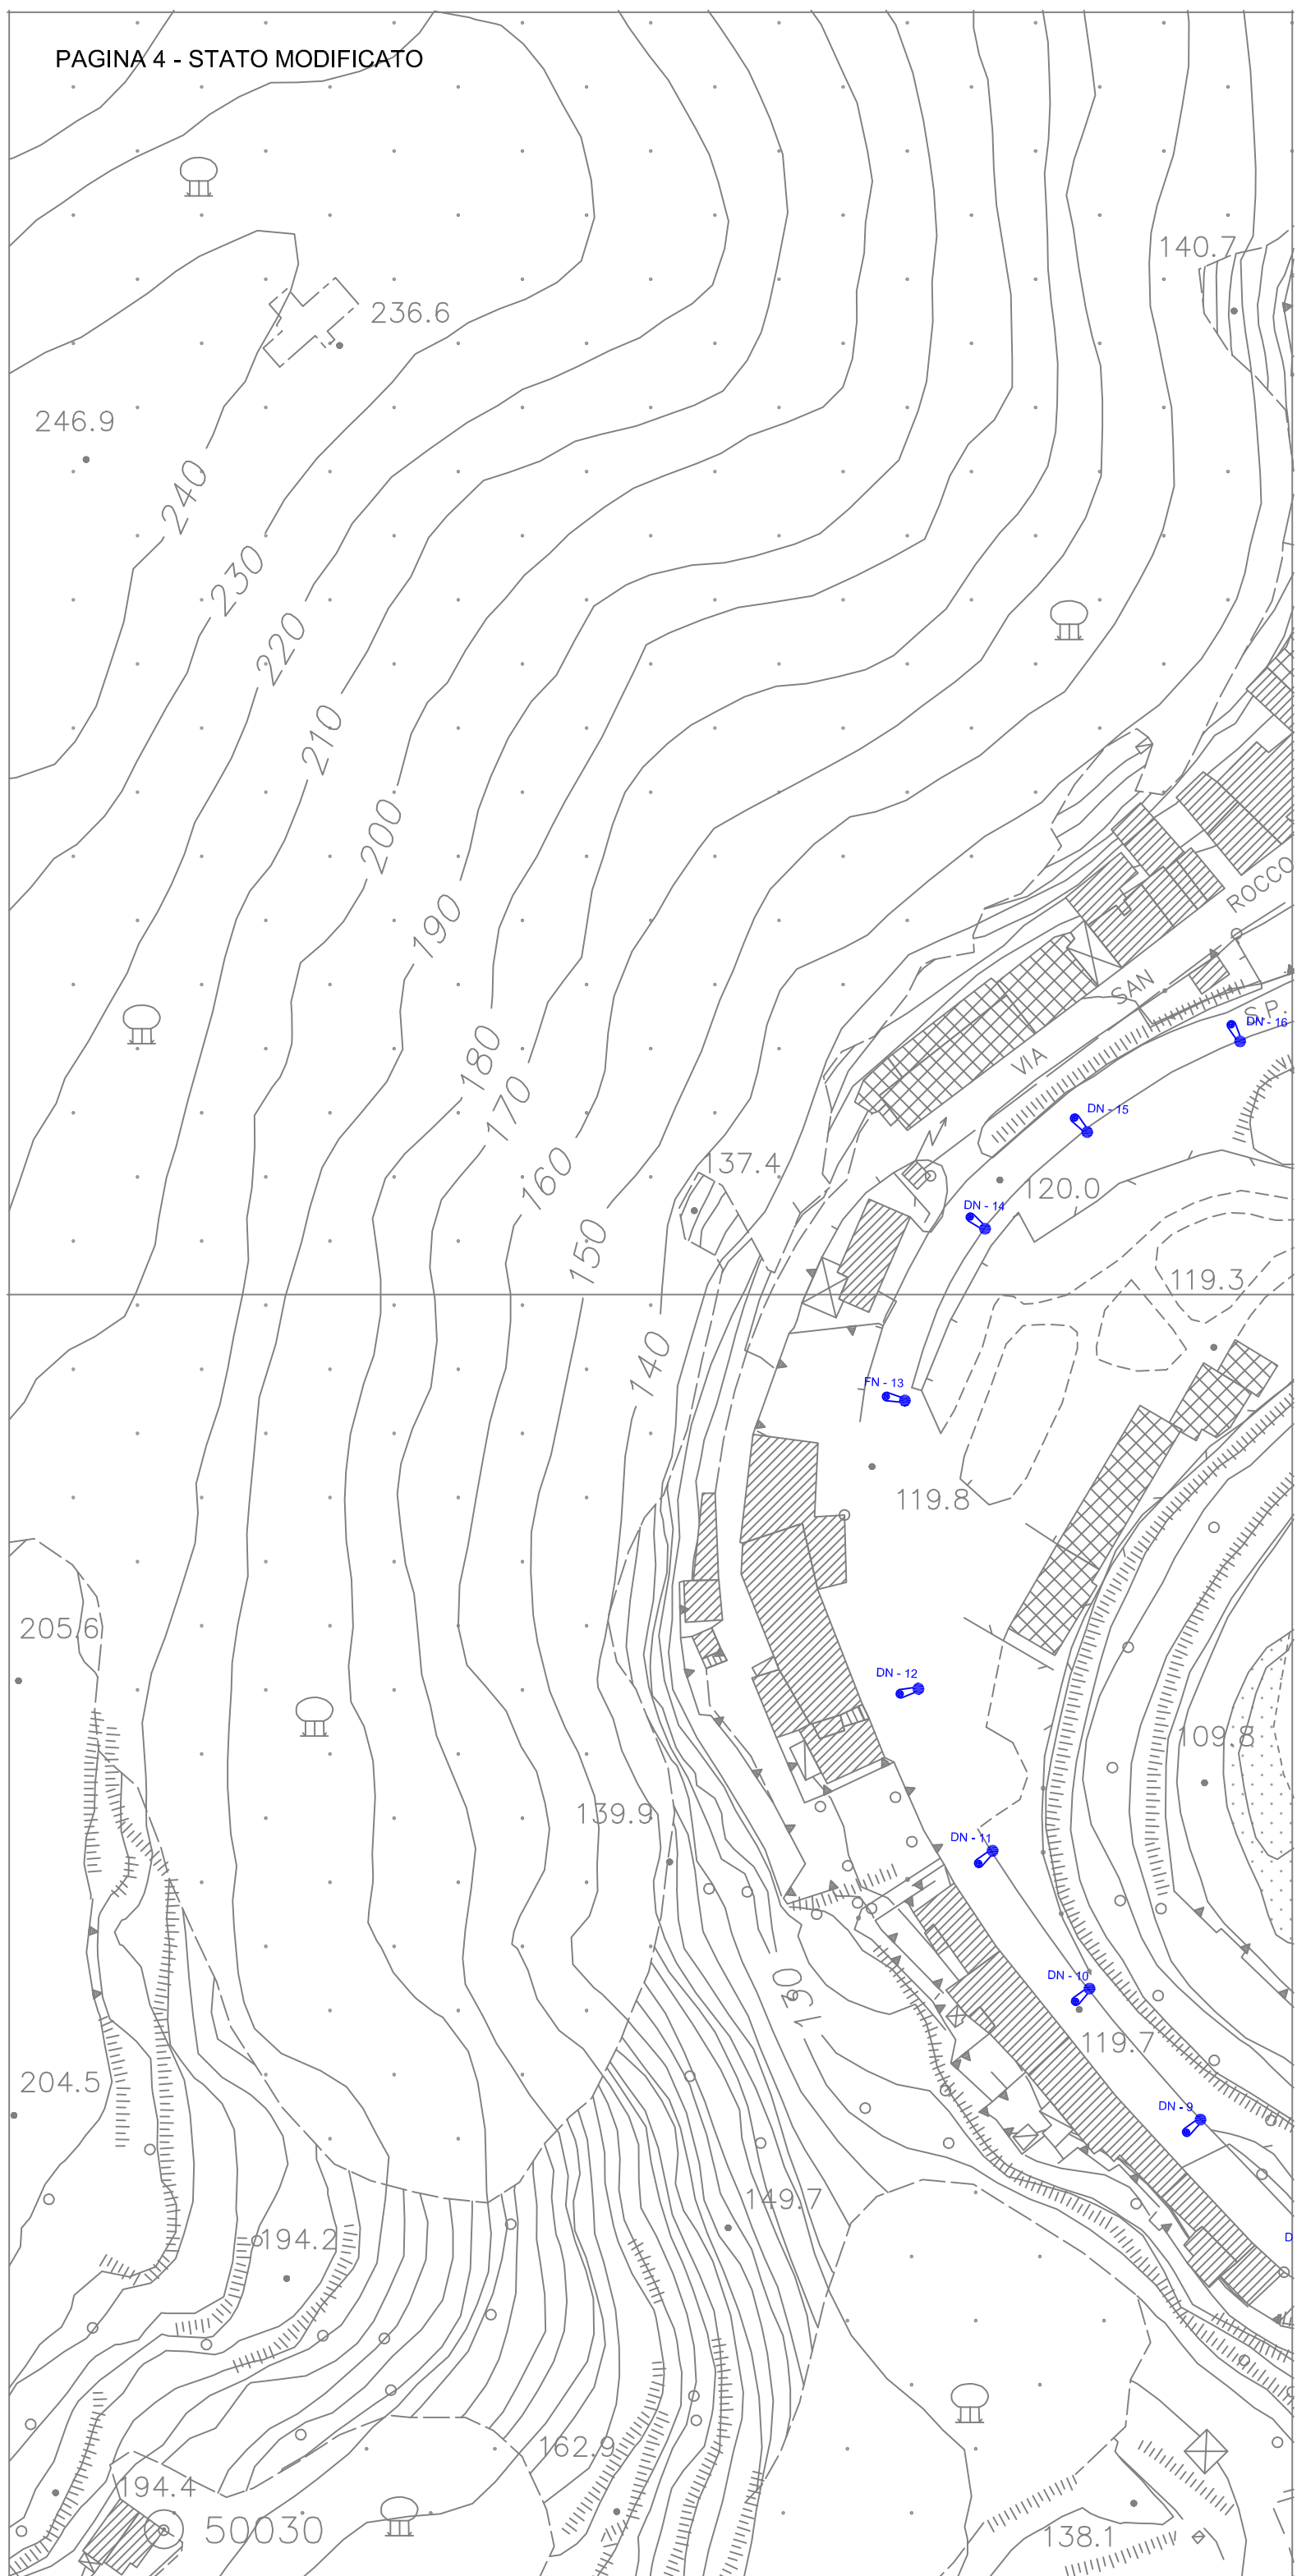 PAGINA 4 - STATO MODIFICATO
140.7
236.6
246.9
240
230
220
210
200
190
180
170
160
150
140
ROCCO
SAN
VIA
S.P.
DN - 16
DN - 15
137.4
120.0
DN - 14
119.3
FN - 13
119.8
205.6
DN - 12
109.8
139.9
DN - 11
130
DN - 10
119.7
204.5
DN - 9
149.7
194.2
D
162.9
194.4
50030
138.1